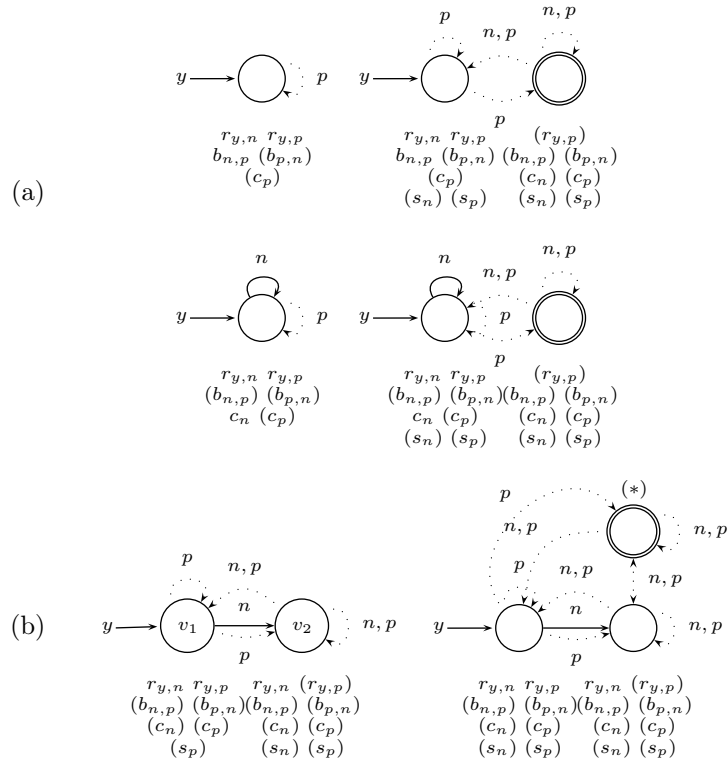 p
n, p
n, p
p
y
p
y
p
r_{y,n} r_{y,p}
r_{y,n} r_{y,p}
(r_{y,p})
b_{n,p} (b_{p,n})
b_{n,p} (b_{p,n})
(b_{n,p}) (b_{p,n})
(c_p)
(c_p)
(c_n) (c_p)
(s_n) (s_p)
(s_n) (s_p)
(a)
n
n
n, p
n, p
y
p
y
p
p
r_{y,n} r_{y,p}
r_{y,n} r_{y,p}
(r_{y,p})
(b_{n,p}) (b_{p,n})
(b_{n,p}) (b_{p,n})
(b_{n,p}) (b_{p,n})
c_n (c_p)
c_n (c_p)
(c_n) (c_p)
(s_n) (s_p)
(s_n) (s_p)
(∗)
p
n, p
n, p
p
n, p
p
n, p
n, p
n
n
(b)
y
v_1
v_2
n, p
y
n, p
p
p
r_{y,n} r_{y,p}
r_{y,n} (r_{y,p})
r_{y,n} r_{y,p}
r_{y,n} (r_{y,p})
(b_{n,p}) (b_{p,n})
(b_{n,p}) (b_{p,n})
(b_{n,p}) (b_{p,n})
(b_{n,p}) (b_{p,n})
(c_n) (c_p)
(c_n) (c_p)
(c_n) (c_p)
(c_n) (c_p)
(s_p)
(s_n) (s_p)
(s_n) (s_p)
(s_n) (s_p)